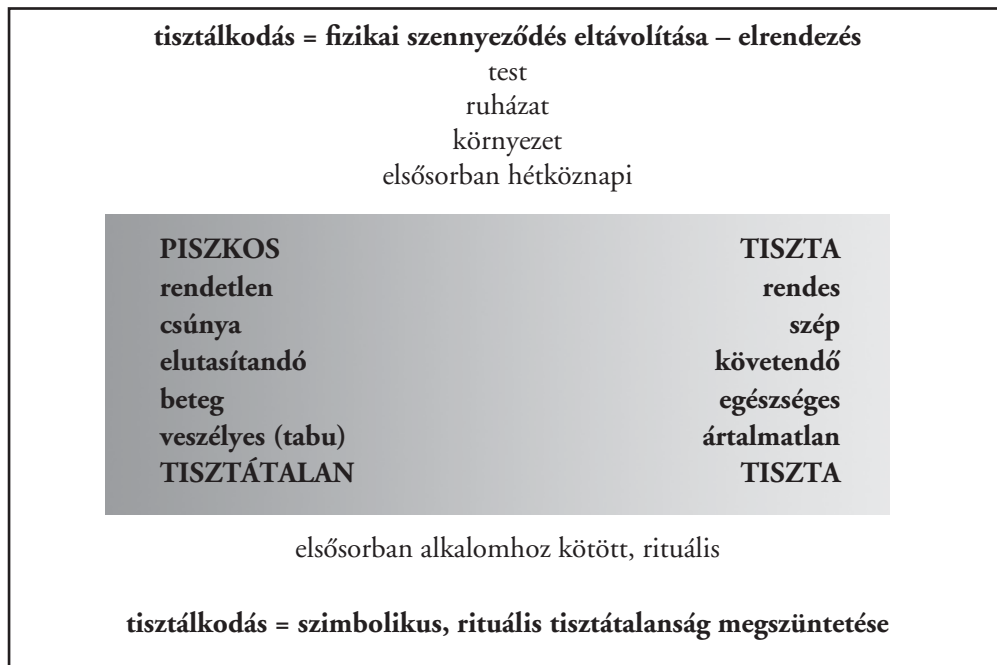 tisztálkodás = fizikai szennyeződés eltávolítása – elrendezés
test
ruházat
környezet
elsősorban hétköznapi
PISZKOS TISZTA
rendetlen rendes
csúnya szép
elutasítandó követendő
beteg egészséges
veszélyes (tabu) ártalmatlan
TISZTÁTALAN TISZTA
elsősorban alkalomhoz kötött, rituális
tisztálkodás = szimbolikus, rituális tisztátalanság megszüntetése